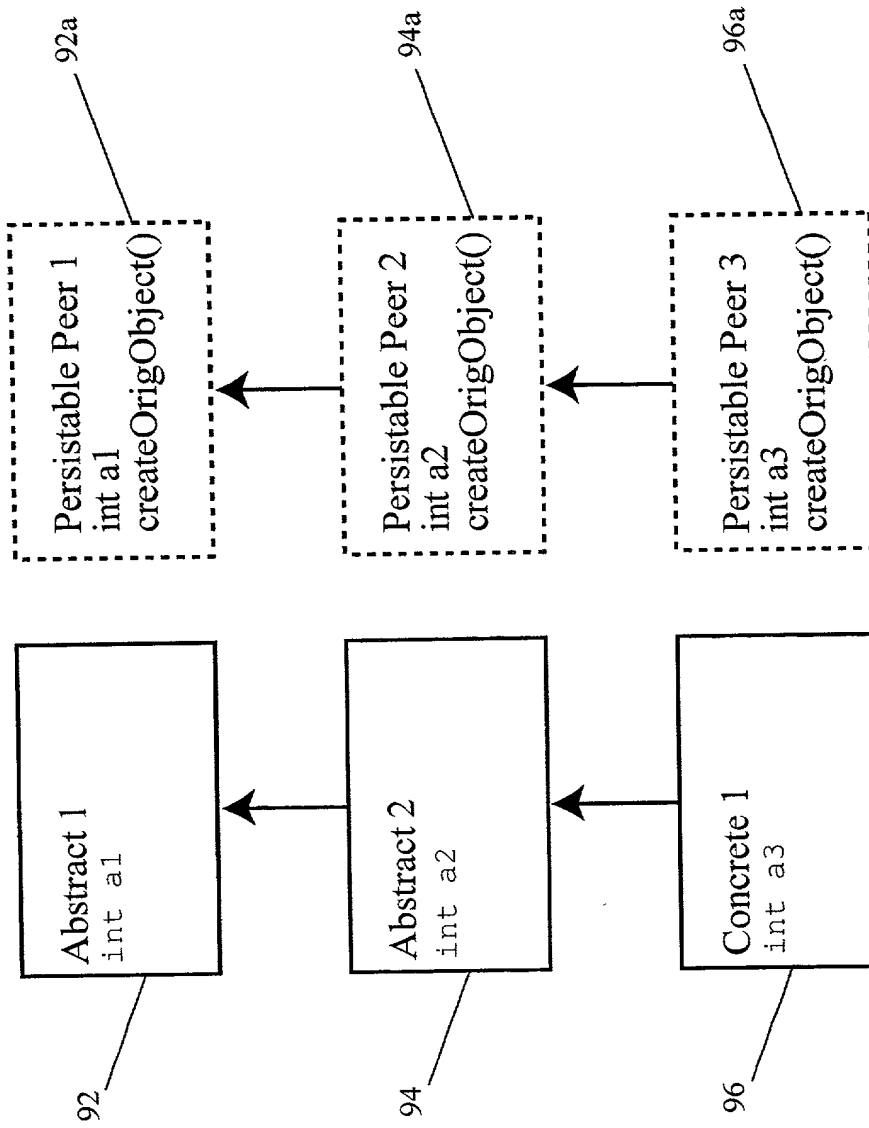 92
Abstract 1
int a1
Persistable Peer 1
int a1
createOrigObject()
92a
94
Abstract 2
int a2
Persistable Peer 2
int a2
createOrigObject()
94a
96
Concrete 1
int a3
Persistable Peer 3
int a3
createOrigObject()
96a